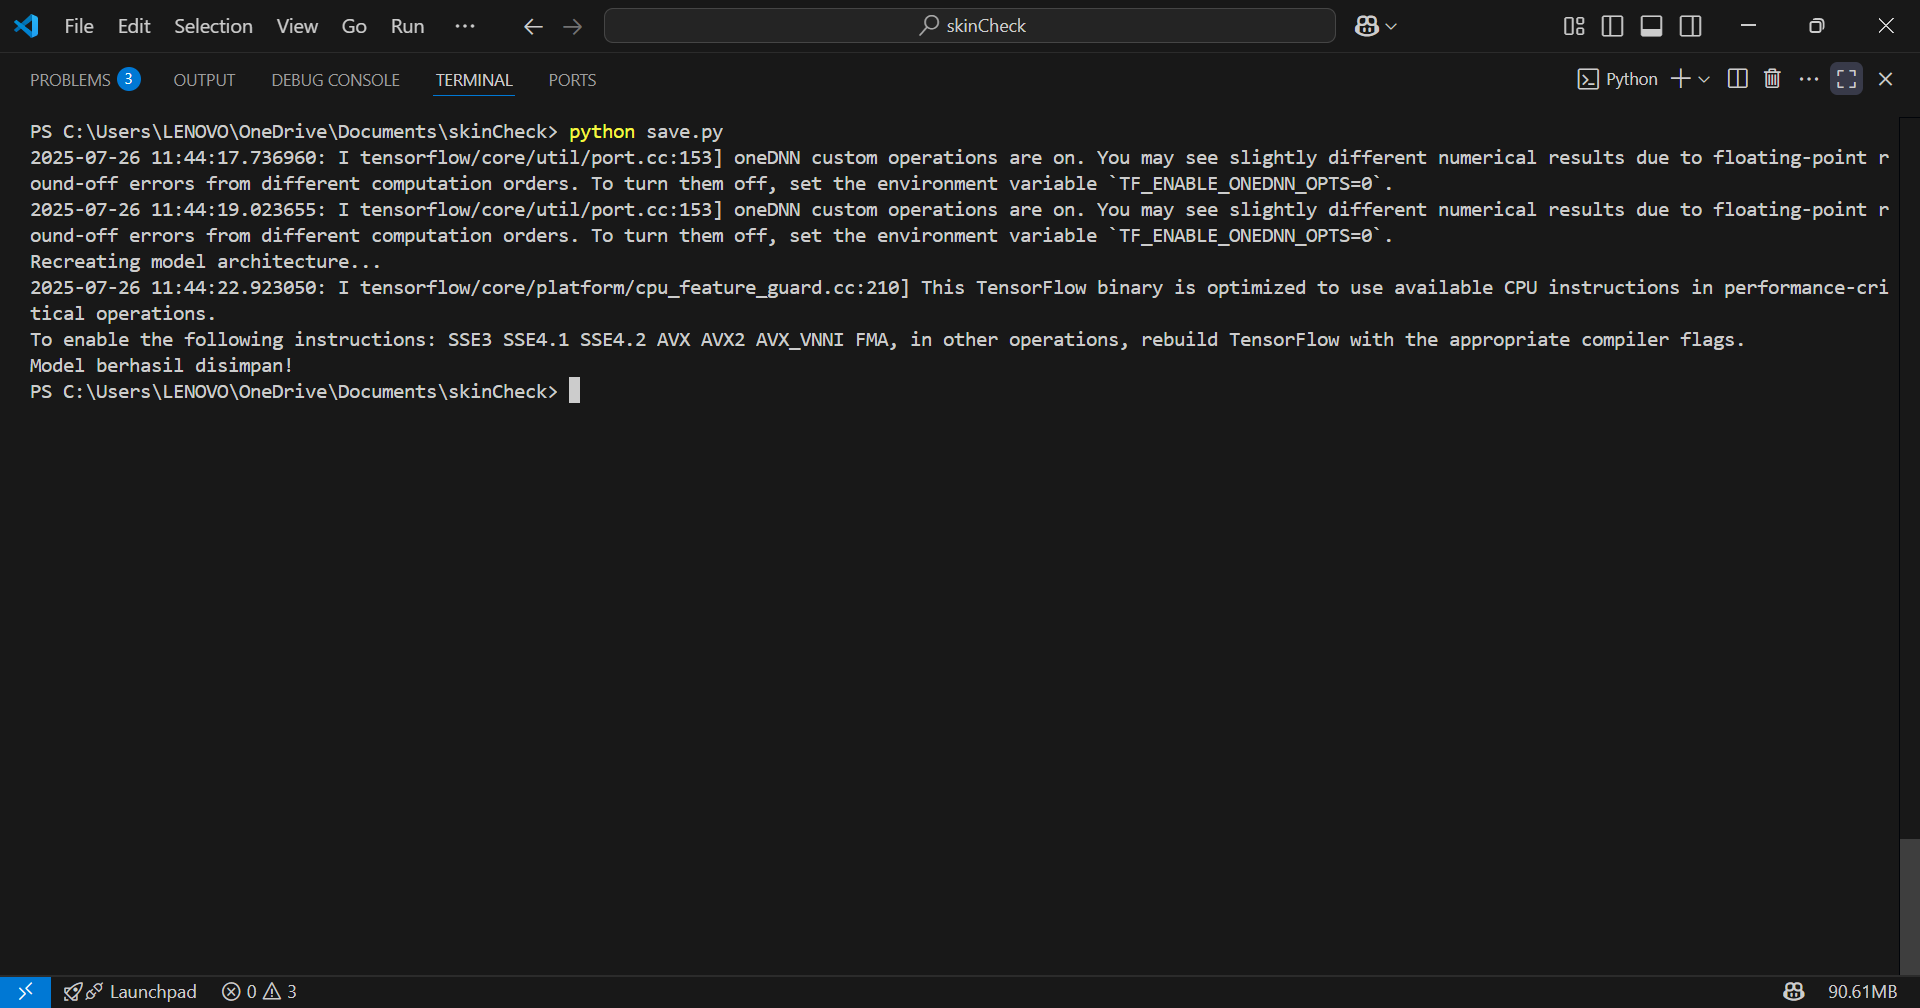 File Edit Selection View Go Run ··· skinCheck
PROBLEMS 3 OUTPUT DEBUG CONSOLE TERMINAL PORTS Python
PS C:\Users\LENOVO\OneDrive\Documents\skinCheck> python save.py
2025-07-26 11:44:17.736960: I tensorflow/core/util/port.cc:153] oneDNN custom operations are on. You may see slightly different numerical results due to floating-point r
ound-off errors from different computation orders. To turn them off, set the environment variable `TF_ENABLE_ONEDNN_OPTS=0`.
2025-07-26 11:44:19.023655: I tensorflow/core/util/port.cc:153] oneDNN custom operations are on. You may see slightly different numerical results due to floating-point r
ound-off errors from different computation orders. To turn them off, set the environment variable `TF_ENABLE_ONEDNN_OPTS=0`.
Recreating model architecture...
2025-07-26 11:44:22.923050: I tensorflow/core/platform/cpu_feature_guard.cc:210] This TensorFlow binary is optimized to use available CPU instructions in performance-cri
tical operations.
To enable the following instructions: SSE3 SSE4.1 SSE4.2 AVX AVX2 AVX_VNNI FMA, in other operations, rebuild TensorFlow with the appropriate compiler flags.
Model berhasil disimpan!
PS C:\Users\LENOVO\OneDrive\Documents\skinCheck>
Launchpad 0 3 90.61MB